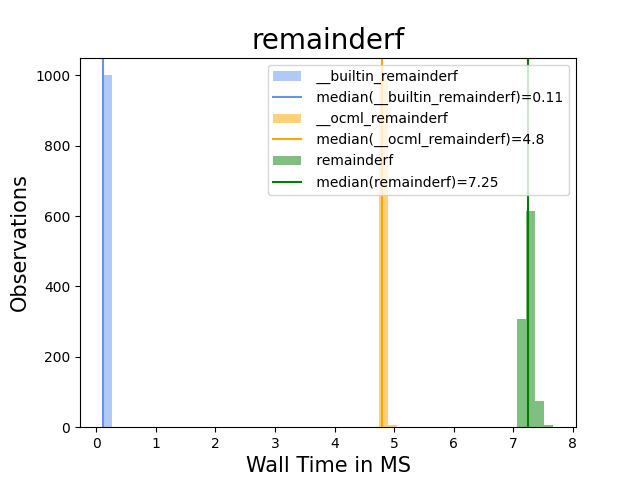 remainderf
Observations
1000
800
600
400
200
0
__builtin_remainderf
median(__builtin_remainderf)=0.11
__ocml_remainderf
median(__ocml_remainderf)=4.8
remainderf
median(remainderf)=7.25
0 1 2 3 4 5 6 7 8
Wall Time in MS